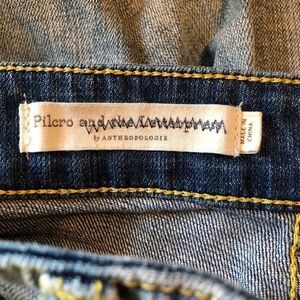 Pilcro and the Letterpress
by ANTHROPOLOGIE
MADE IN
CHINA